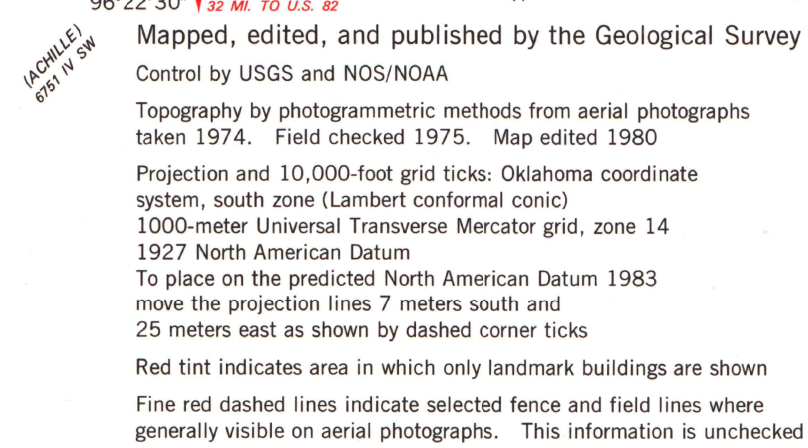 96°22'30"
32 MI. TO U.S. 82
(ACHILLE)
6751 IV SW
Mapped, edited, and published by the Geological Survey
Control by USGS and NOS/NOAA
Topography by photogrammetric methods from aerial photographs
taken 1974. Field checked 1975. Map edited 1980
Projection and 10,000-foot grid ticks: Oklahoma coordinate
system, south zone (Lambert conformal conic)
1000-meter Universal Transverse Mercator grid, zone 14
1927 North American Datum
To place on the predicted North American Datum 1983
move the projection lines 7 meters south and
25 meters east as shown by dashed corner ticks
Red tint indicates area in which only landmark buildings are shown
Fine red dashed lines indicate selected fence and field lines where
generally visible on aerial photographs. This information is unchecked